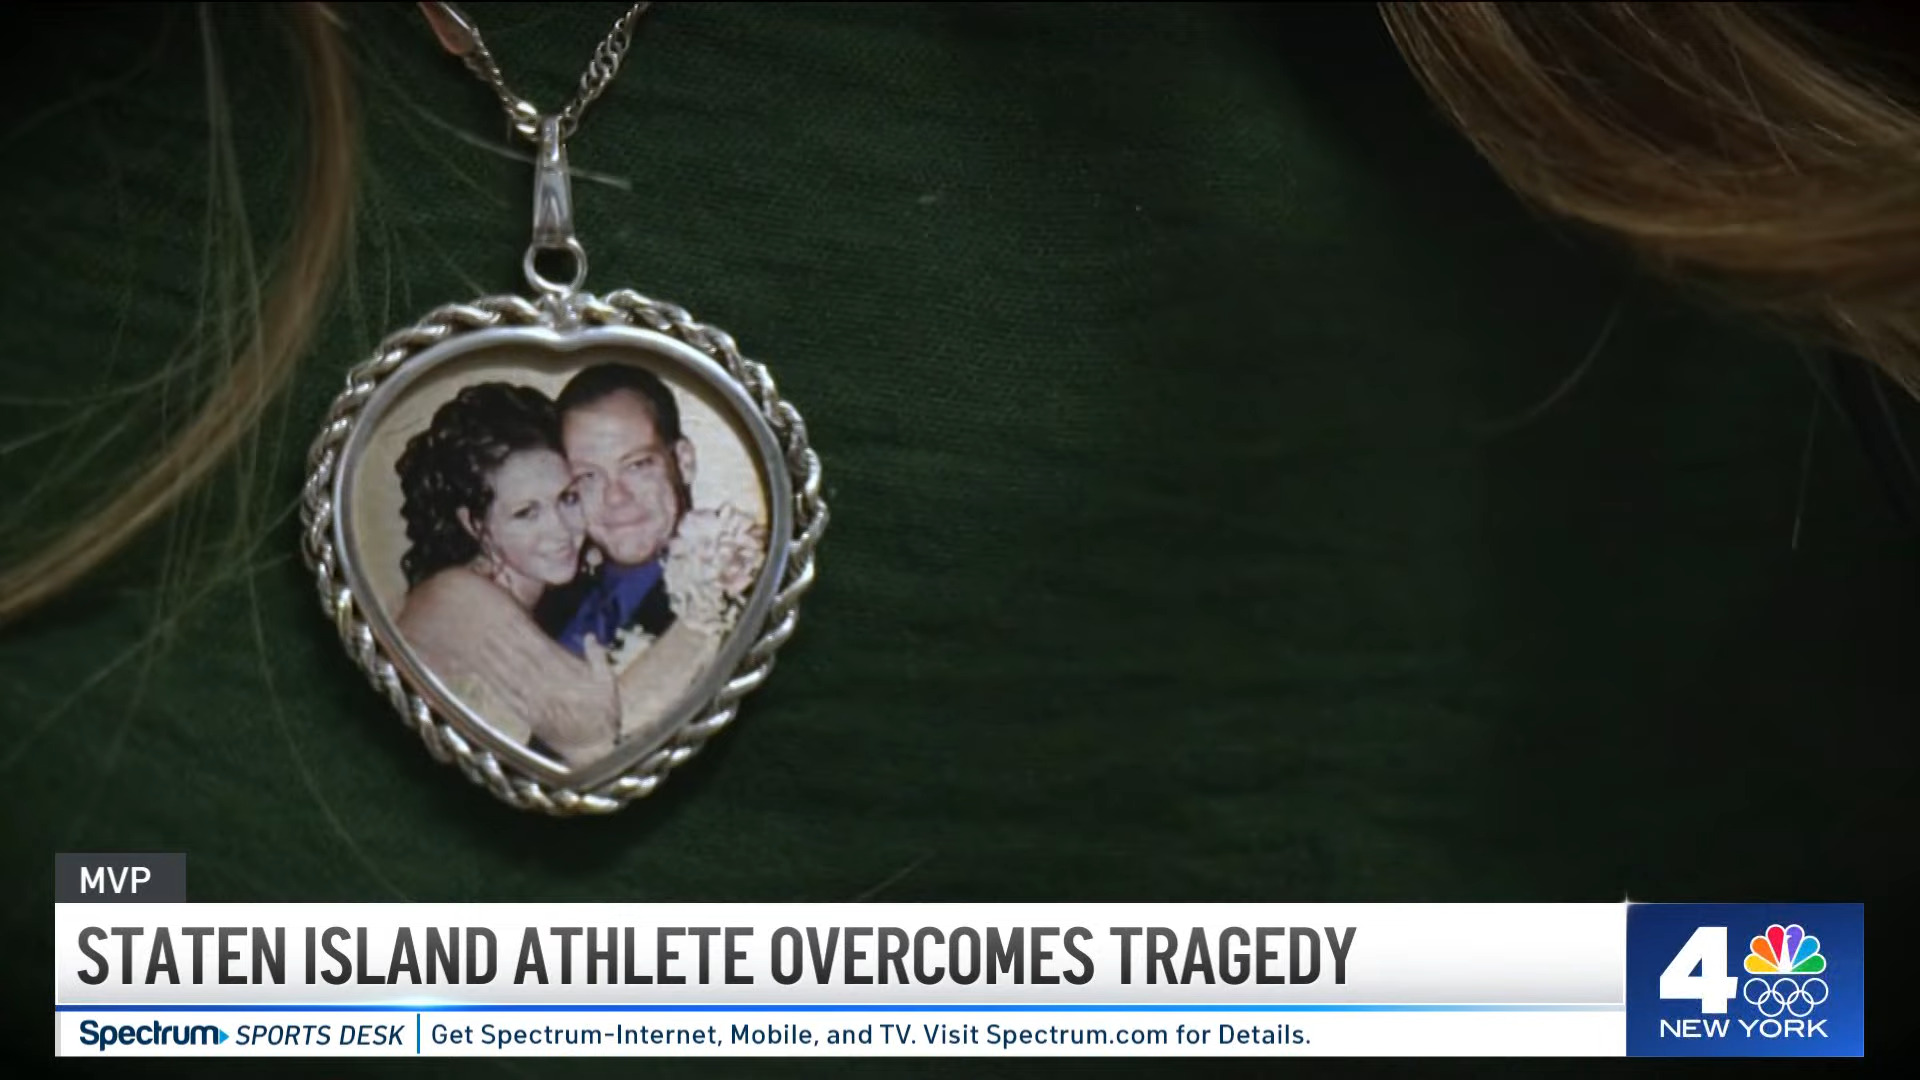 MVP
STATEN ISLAND ATHLETE OVERCOMES TRAGEDY
Spectrum SPORTS DESK Get Spectrum-Internet, Mobile, and TV. Visit Spectrum.com for Details.
4
NEW YORK